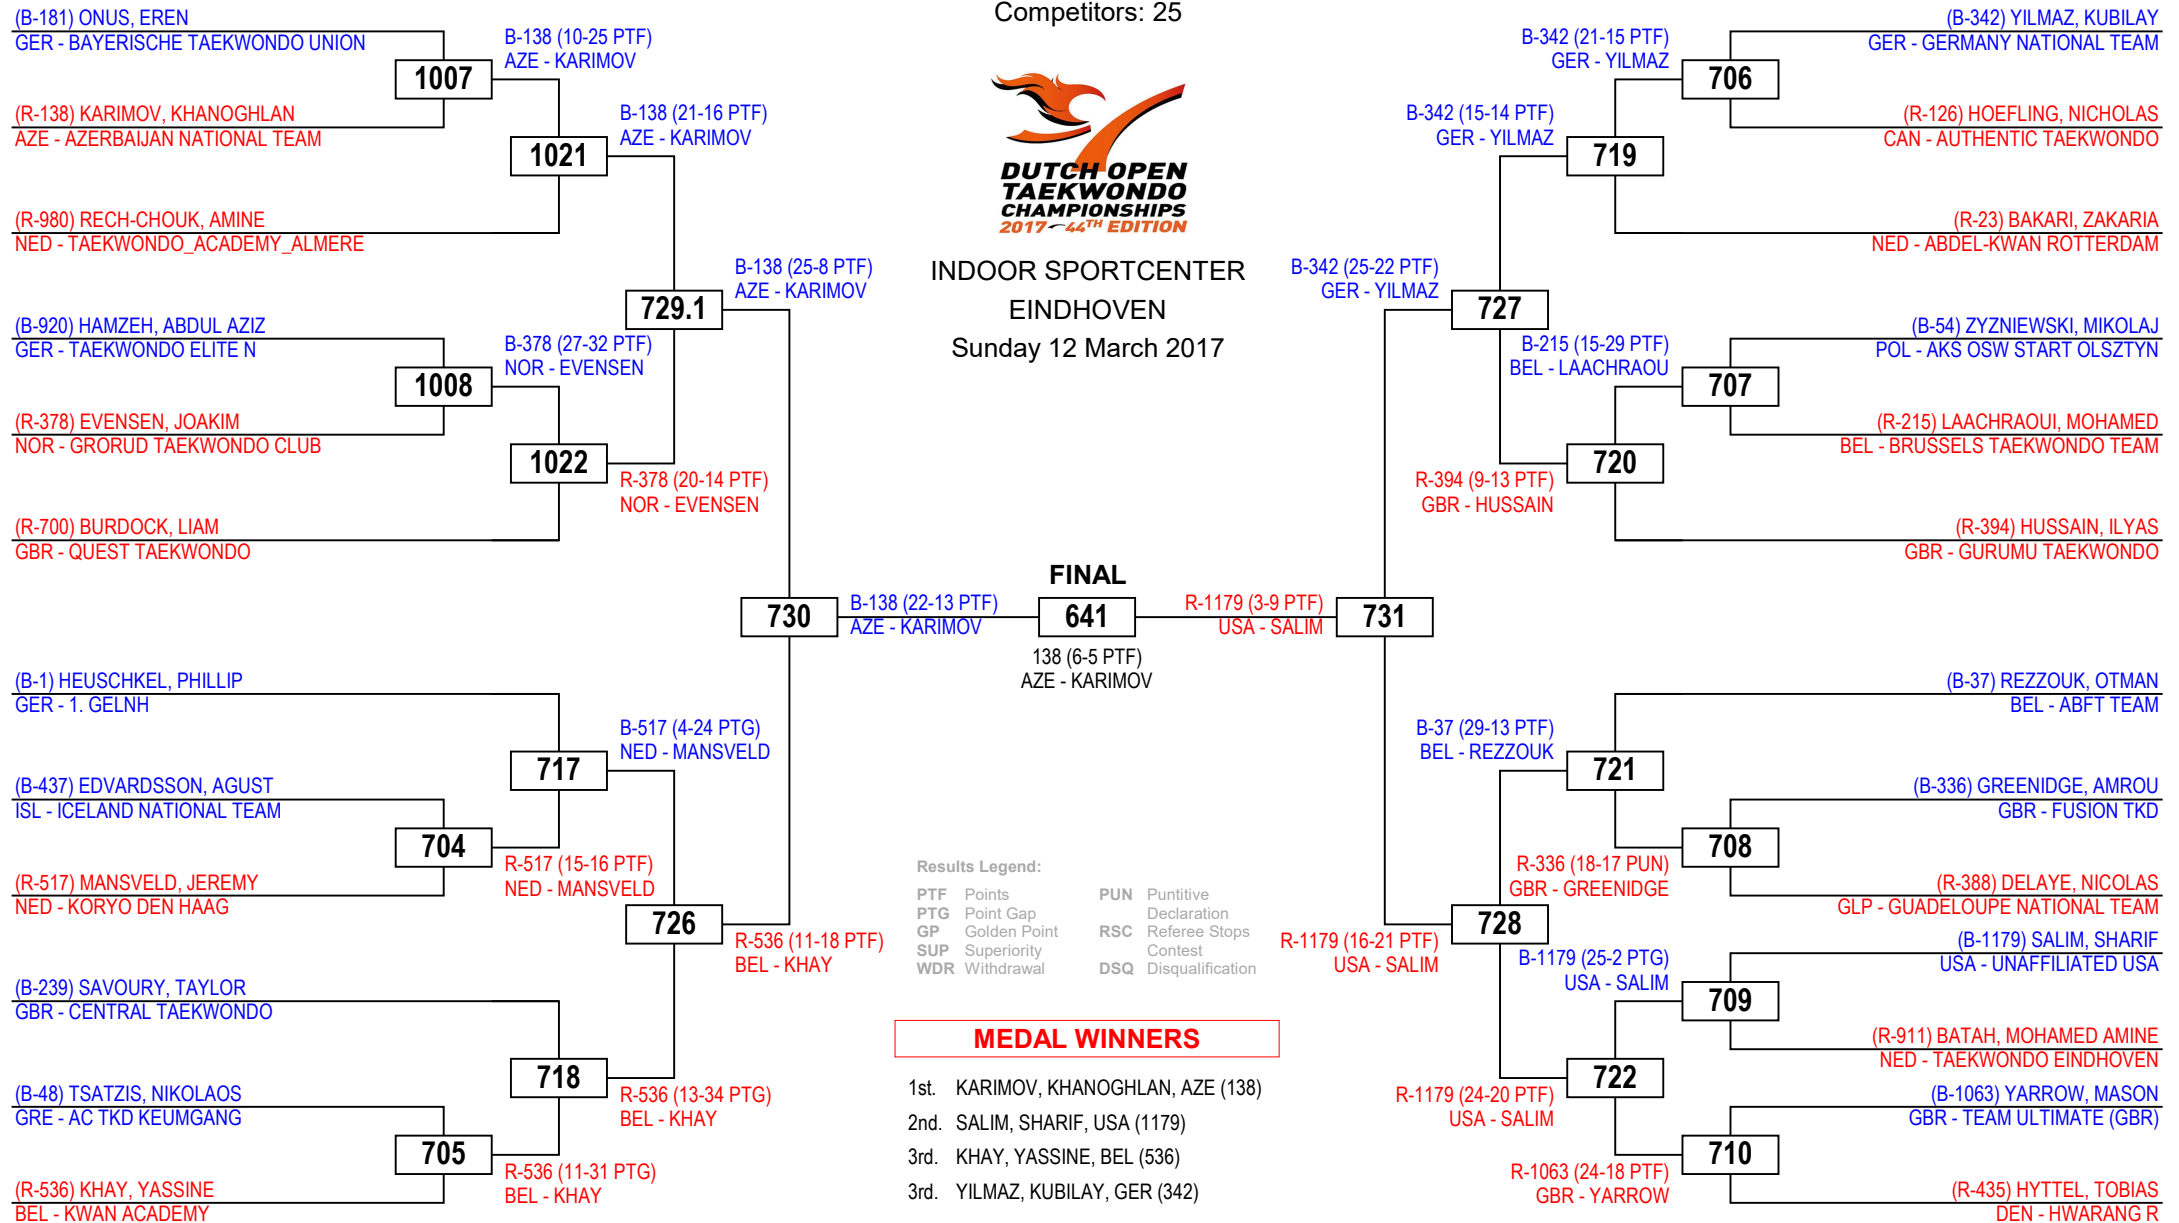 (B-181) ONUS, EREN
GER - BAYERISCHE TAEKWONDO UNION
1007
(R-138) KARIMOV, KHANOGHLAN
AZE - AZERBAIJAN NATIONAL TEAM
B-138 (10-25 PTF)
AZE - KARIMOV
1021
(R-980) RECH-CHOUK, AMINE
NED - TAEKWONDO_ACADEMY_ALMERE
B-138 (21-16 PTF)
AZE - KARIMOV
729.1
B-138 (25-8 PTF)
AZE - KARIMOV
(B-920) HAMZEH, ABDUL AZIZ
GER - TAEKWONDO ELITE N
1008
(R-378) EVENSEN, JOAKIM
NOR - GRORUD TAEKWONDO CLUB
B-378 (27-32 PTF)
NOR - EVENSEN
1022
(R-700) BURDOCK, LIAM
GBR - QUEST TAEKWONDO
R-378 (20-14 PTF)
NOR - EVENSEN
730
B-138 (22-13 PTF)
AZE - KARIMOV
(B-1) HEUSCHKEL, PHILLIP
GER - 1. GELNH
717
B-517 (4-24 PTG)
NED - MANSVELD
(B-437) EDVARDSSON, AGUST
ISL - ICELAND NATIONAL TEAM
704
(R-517) MANSVELD, JEREMY
NED - KORYO DEN HAAG
R-517 (15-16 PTF)
NED - MANSVELD
726
R-536 (11-18 PTF)
BEL - KHAY
(B-239) SAVOURY, TAYLOR
GBR - CENTRAL TAEKWONDO
718
R-536 (13-34 PTG)
BEL - KHAY
(B-48) TSATZIS, NIKOLAOS
GRE - AC TKD KEUMGANG
705
(R-536) KHAY, YASSINE
BEL - KWAN ACADEMY
R-536 (11-31 PTG)
BEL - KHAY
Competitors: 25
DUTCH OPEN
TAEKWONDO
CHAMPIONSHIPS
2017 44TH EDITION
INDOOR SPORTCENTER
EINDHOVEN
Sunday 12 March 2017
FINAL
641
138 (6-5 PTF)
AZE - KARIMOV
Results Legend:
PTF Points
PTG Point Gap
GP Golden Point
SUP Superiority
WDR Withdrawal
PUN Puntitive
Declaration
RSC Referee Stops
Contest
DSQ Disqualification
MEDAL WINNERS
1st. KARIMOV, KHANOGHLAN, AZE (138)
2nd. SALIM, SHARIF, USA (1179)
3rd. KHAY, YASSINE, BEL (536)
3rd. YILMAZ, KUBILAY, GER (342)
(B-342) YILMAZ, KUBILAY
GER - GERMANY NATIONAL TEAM
B-342 (21-15 PTF)
GER - YILMAZ
706
(R-126) HOEFLING, NICHOLAS
CAN - AUTHENTIC TAEKWONDO
B-342 (15-14 PTF)
GER - YILMAZ
719
(R-23) BAKARI, ZAKARIA
NED - ABDEL-KWAN ROTTERDAM
B-342 (25-22 PTF)
GER - YILMAZ
727
(B-54) ZYZNIEWSKI, MIKOLAJ
POL - AKS OSW START OLSZTYN
B-215 (15-29 PTF)
BEL - LAACHRAOU
707
(R-215) LAACHRAOUI, MOHAMED
BEL - BRUSSELS TAEKWONDO TEAM
720
R-394 (9-13 PTF)
GBR - HUSSAIN
(R-394) HUSSAIN, ILYAS
GBR - GURUMU TAEKWONDO
R-1179 (3-9 PTF)
USA - SALIM
731
(B-37) REZZOUK, OTMAN
BEL - ABFT TEAM
B-37 (29-13 PTF)
BEL - REZZOUK
721
(B-336) GREENIDGE, AMROU
GBR - FUSION TKD
708
R-336 (18-17 PUN)
GBR - GREENIDGE
(R-388) DELAYE, NICOLAS
GLP - GUADELOUPE NATIONAL TEAM
728
R-1179 (16-21 PTF)
USA - SALIM
(B-1179) SALIM, SHARIF
USA - UNAFFILIATED USA
B-1179 (25-2 PTG)
USA - SALIM
709
(R-911) BATAH, MOHAMED AMINE
NED - TAEKWONDO EINDHOVEN
722
R-1179 (24-20 PTF)
USA - SALIM
(B-1063) YARROW, MASON
GBR - TEAM ULTIMATE (GBR)
710
R-1063 (24-18 PTF)
GBR - YARROW
(R-435) HYTTEL, TOBIAS
DEN - HWARANG R